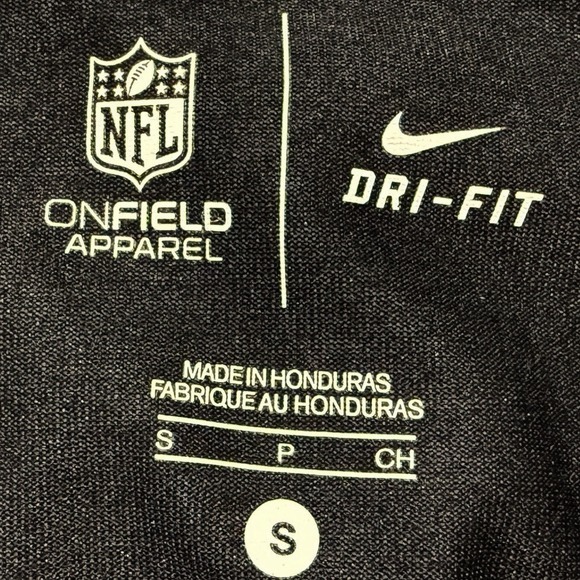 NFL
ONFIELD
APPAREL
DRI-FIT
MADE IN HONDURAS
FABRIQUE AU HONDURAS
S P CH
S